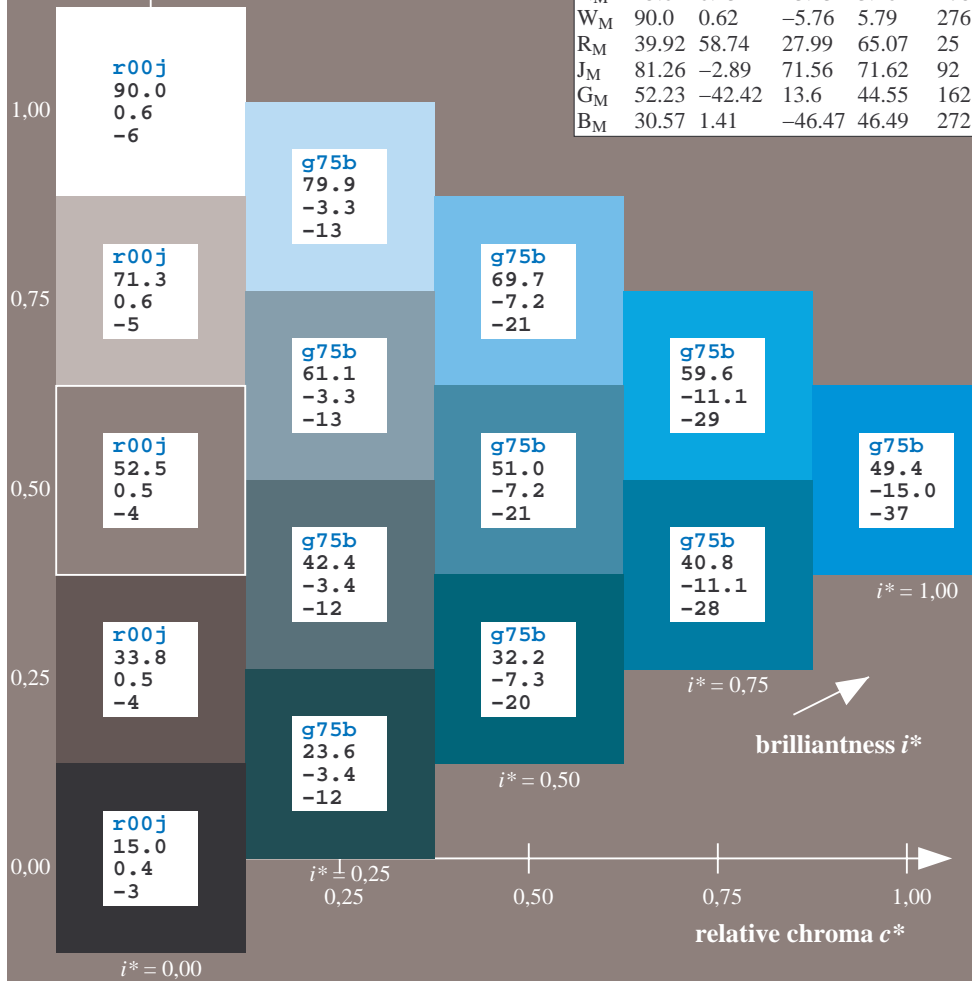 W_M 90.0 0.62 −5.76 5.79 276
R_M 39.92 58.74 27.99 65.07 25
J_M 81.26 −2.89 71.56 71.62 92
G_M 52.23 −42.42 13.6 44.55 162
B_M 30.57 1.41 −46.47 46.49 272
r00j
90.0
0.6
−6
1,00
g75b
79.9
−3.3
−13
r00j
71.3
0.6
−5
g75b
69.7
−7.2
−21
0,75
g75b
61.1
−3.3
−13
g75b
59.6
−11.1
−29
r00j
52.5
0.5
−4
g75b
51.0
−7.2
−21
g75b
49.4
−15.0
−37
0,50
g75b
42.4
−3.4
−12
g75b
40.8
−11.1
−28
i* = 1,00
r00j
33.8
0.5
−4
g75b
32.2
−7.3
−20
0,25
i* = 0,75
g75b
23.6
−3.4
−12
brilliantness i*
i* = 0,50
r00j
15.0
0.4
−3
0,00
i* = 0,25
0,25 0,50 0,75 1,00
relative chroma c*
i* = 0,00